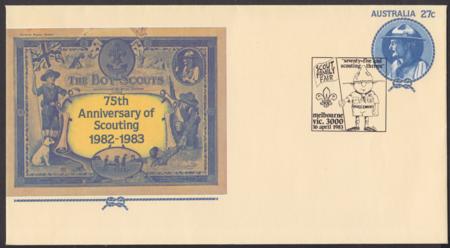 AUSTRALIA 27c
THE BOY SCOUTS
75th
Anniversary of
Scouting
1982-1983
"seventy-five and
scouting thrives"
SCOUT
FAMILY
FAIR
melbourne
vic. 3000
30 april 1983